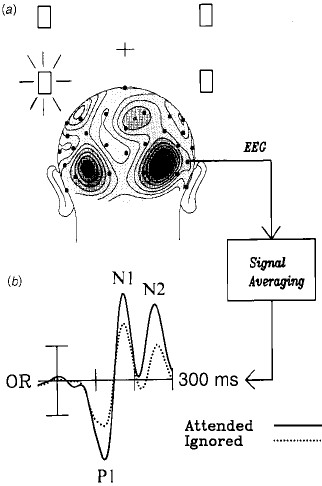 (a)
EEG
Signal
Averaging
(b)
N1
N2
OR
300 ms
P1
Attended
Ignored